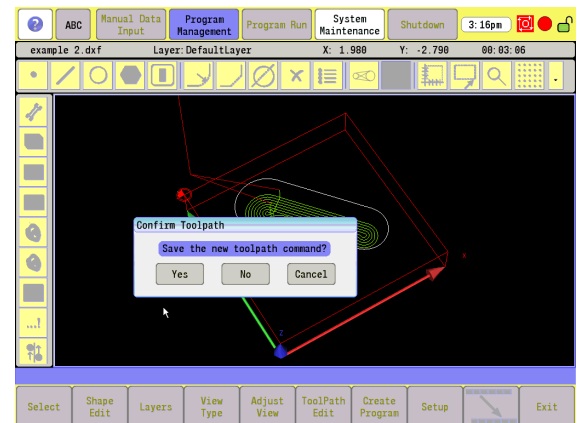 ?
ABC
Manual Data
Input
Program
Management
Program Run
System
Maintenance
Shutdown
3:16pm
example 2.dxf Layer:DefaultLayer X: 1.980 Y: -2.790 00:03:06
Confirm Toolpath
Save the new toolpath command?
Yes No Cancel
X
Z
...!
Select
Shape
Edit
Layers
View
Type
Adjust
View
ToolPath
Edit
Create
Program
Setup
Exit